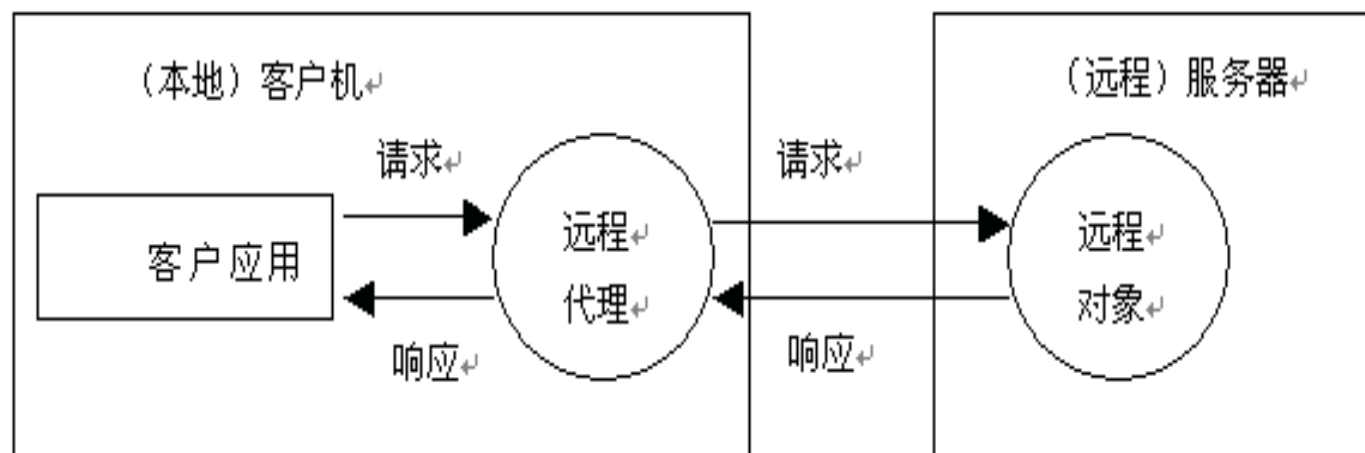 （本地）客户机↵
（远程）服务器↵
请求↵
请求↵
客户应用
远程↵
代理↵
远程↵
对象↵
响应↵
响应↵